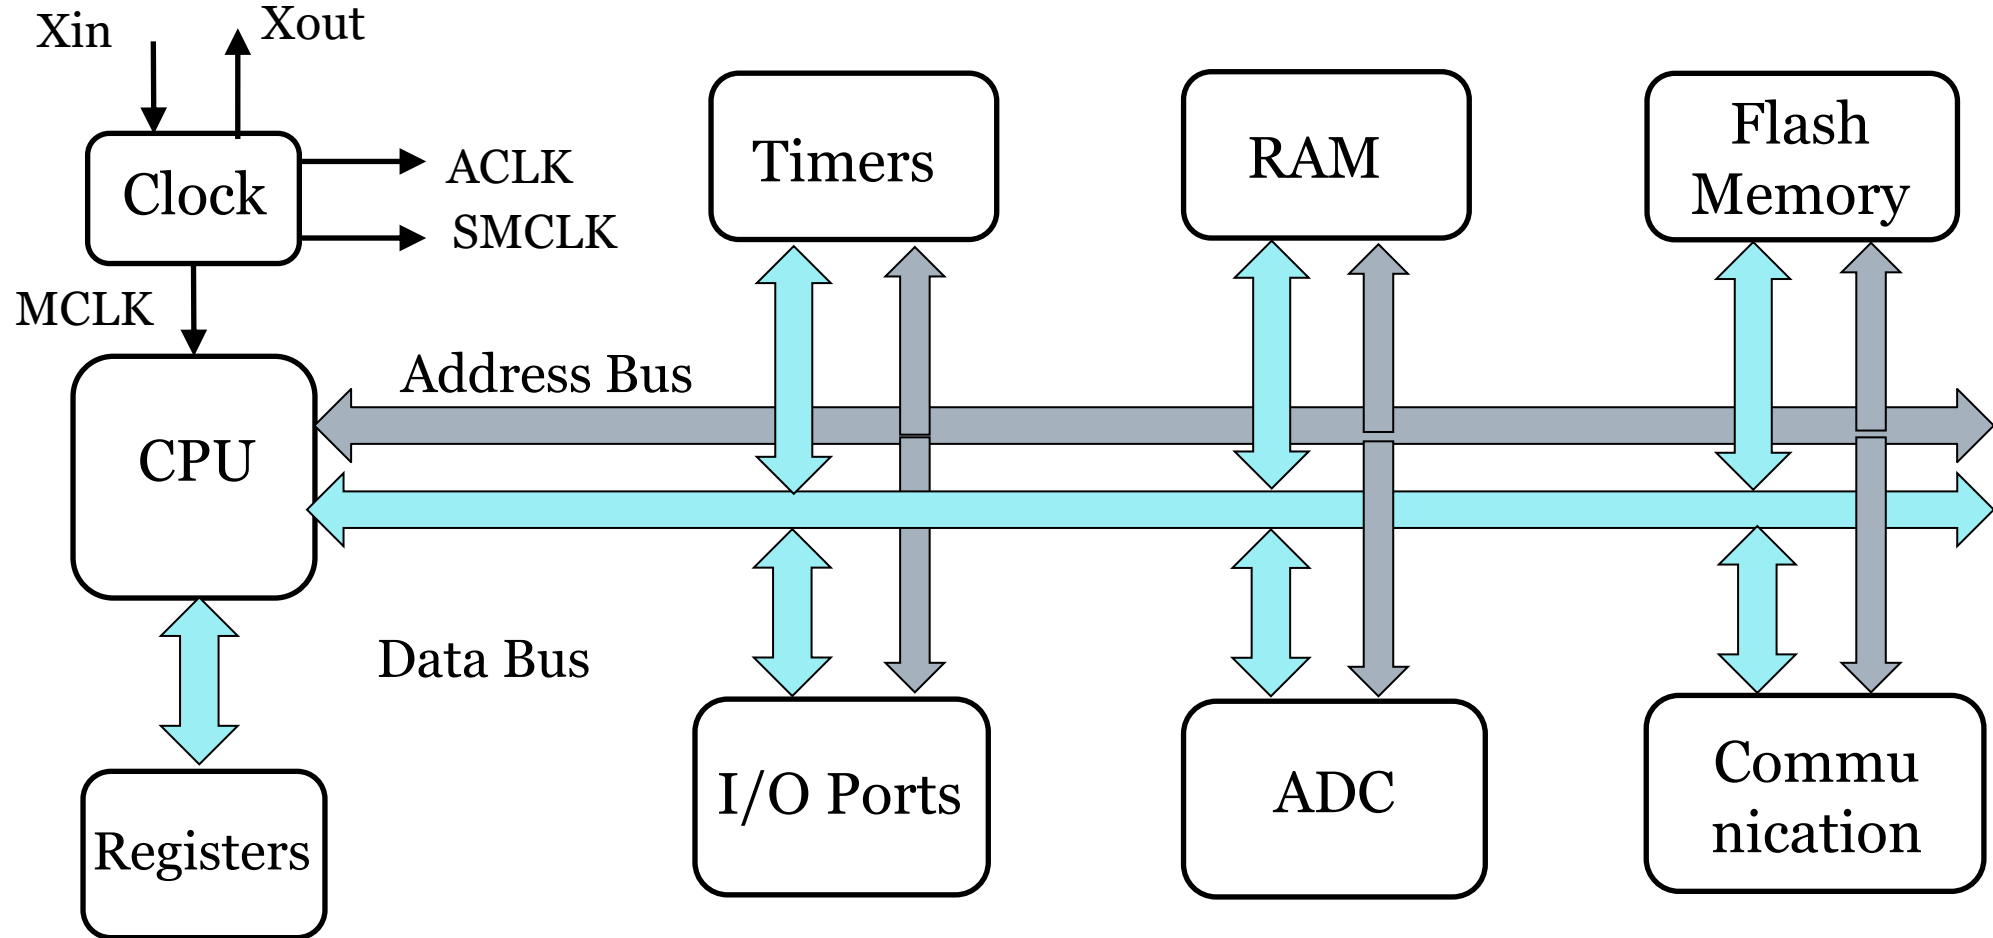 Xin
Xout
Clock
ACLK
SMCLK
MCLK
Timers
RAM
Flash
Memory
Address Bus
CPU
Data Bus
Registers
I/O Ports
ADC
Commu
nication